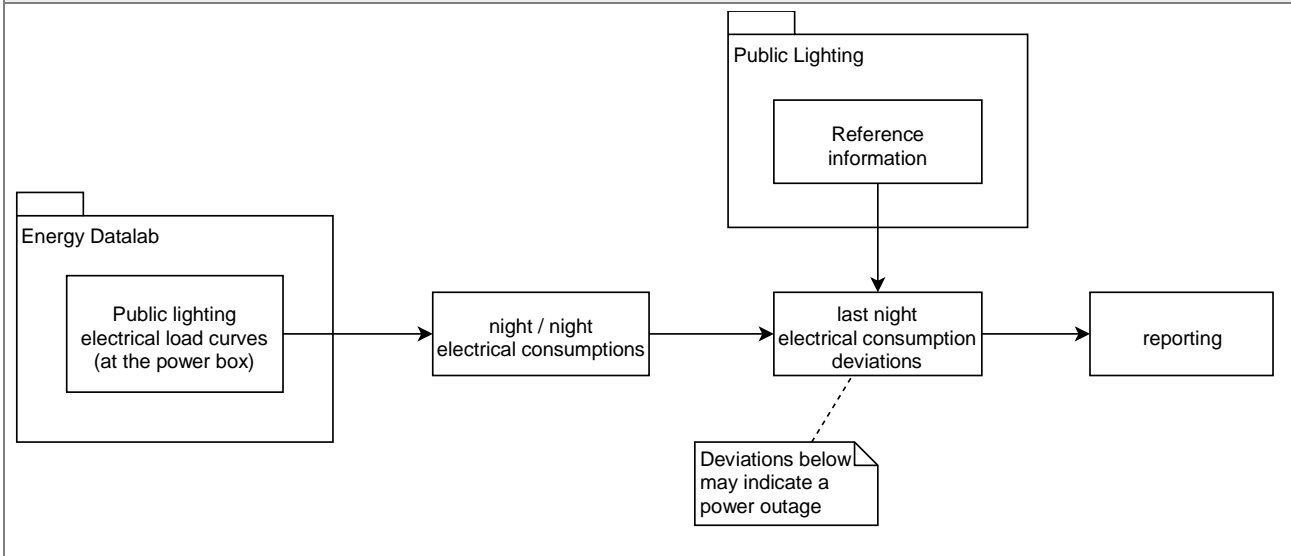 Public Lighting
Reference
information
Energy Datalab
Public lighting
electrical load curves
(at the power box)
night / night
electrical consumptions
last night
electrical consumption
deviations
reporting
Deviations below
may indicate a
power outage